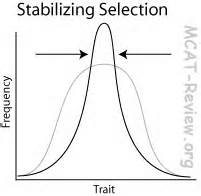 Stabilizing Selection
Frequency
Trait
MCAT-Review.org